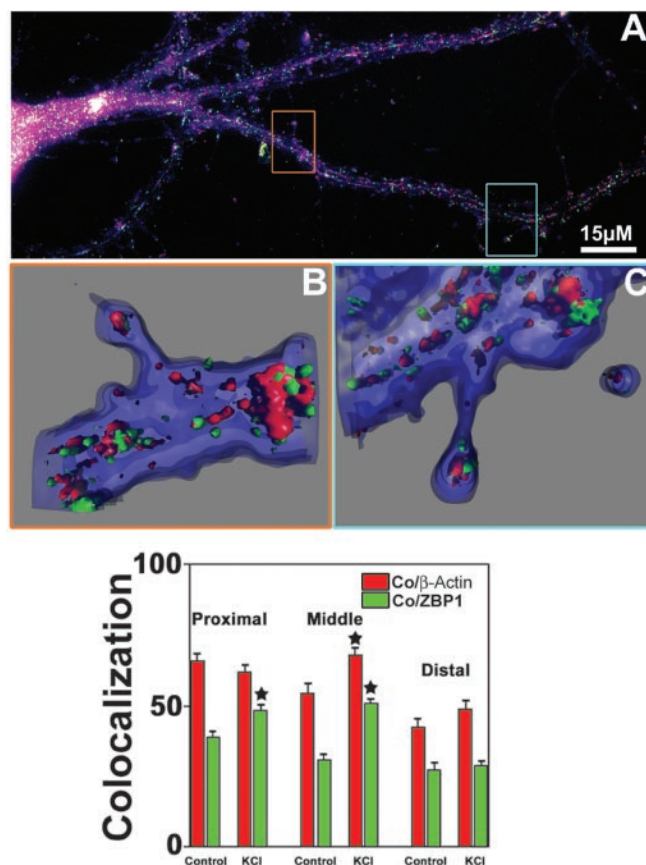 A
15µM
B
C
100
Co/β-Actin
Co/ZBP1
Proximal
Middle
Distal
50
0
Colocalization
Control KCl Control KCl Control KCl